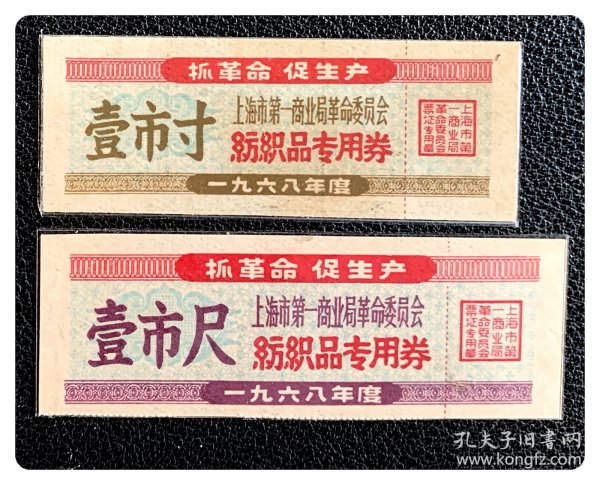 抓革命 促生产
壹市寸
上海市第一商业局革命委员会
纺织品专用券
一九六八年度
上海市第
一商业局
革命委员会
票证专用章
抓革命 促生产
壹市尺
上海市第一商业局革命委员会
纺织品专用券
一九六八年度
上海市第
一商业局
革命委员会
票证专用章
孔夫子旧书网
www.kongfz.com